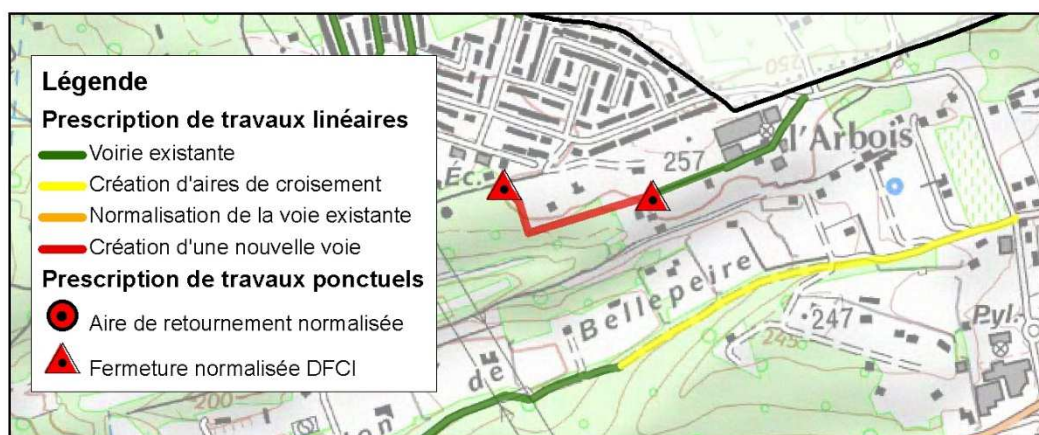 Légende
Prescription de travaux linéaires
Voirie existante
Création d'aires de croisement
Normalisation de la voie existante
Création d'une nouvelle voie
Prescription de travaux ponctuels
Aire de retournement normalisée
Fermeture normalisée DFCI
250
l'Arbois
257
Éc.
Bellepeire
247
245
Pyl.
de
200